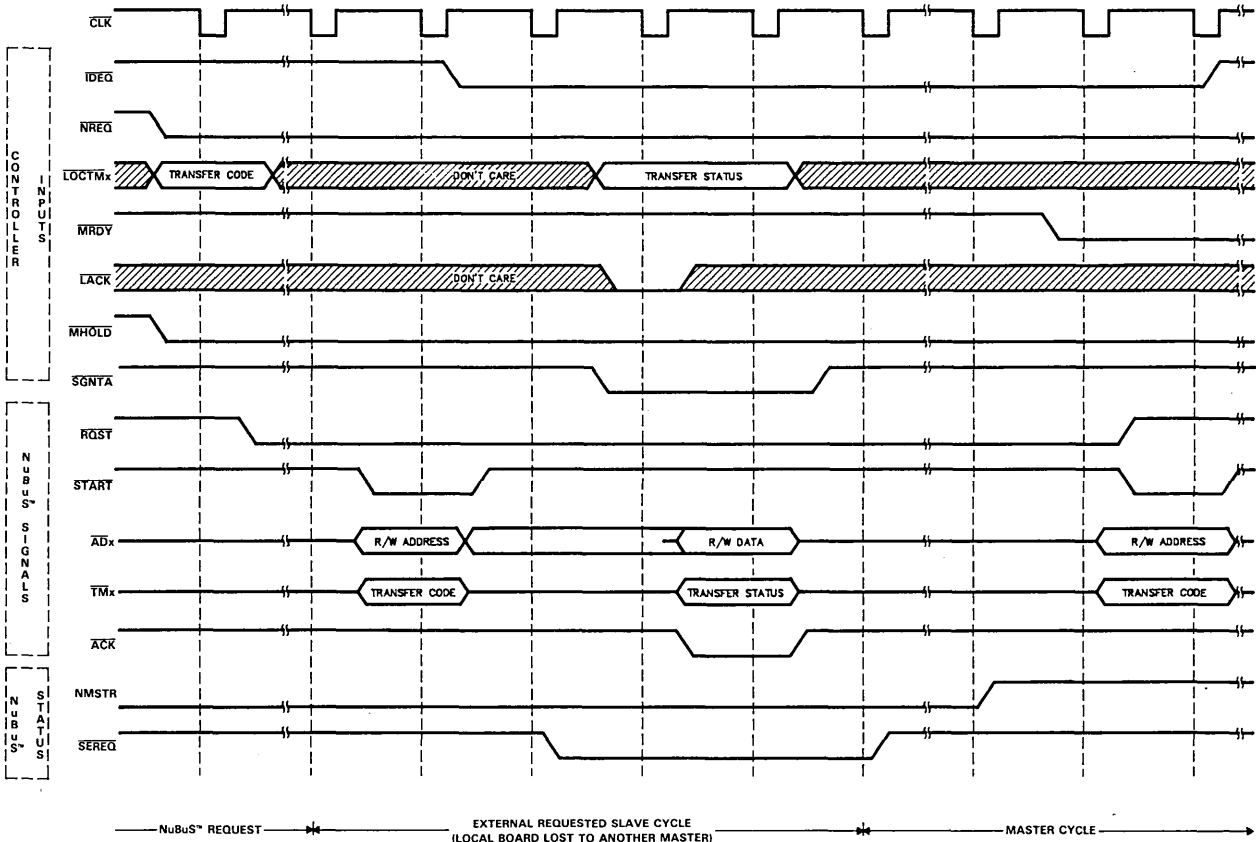 CLK
CONTROLLER INPUTS
IDEQ
NREQ
LOCTMx TRANSFER CODE DON'T CARE TRANSFER STATUS
MRDY
LACK DON'T CARE
MHOLD
SGNTA
NuBuS™ SIGNALS
RQST
START
ADx R/W ADDRESS R/W DATA R/W ADDRESS
TMx TRANSFER CODE TRANSFER STATUS TRANSFER CODE
ACK
NuBuS™ STATUS
NMSTR
SEREQ
NuBuS™ REQUEST EXTERNAL REQUESTED SLAVE CYCLE MASTER CYCLE
(LOCAL BOARD LOST TO ANOTHER MASTER)